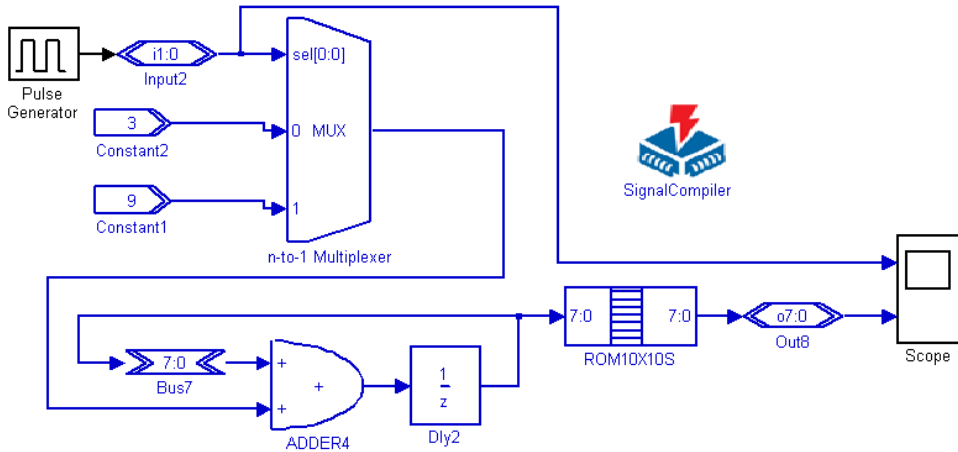 i1:0
Input2
Pulse
Generator
sel[0:0]
3
Constant2
0 MUX
9
Constant1
1
n-to-1 Multiplexer
SignalCompiler
7:0
Bus7
+
+
+
ADDER4
1
z
Dly2
7:0 7:0
ROM10X10S
o7:0
Out8
Scope